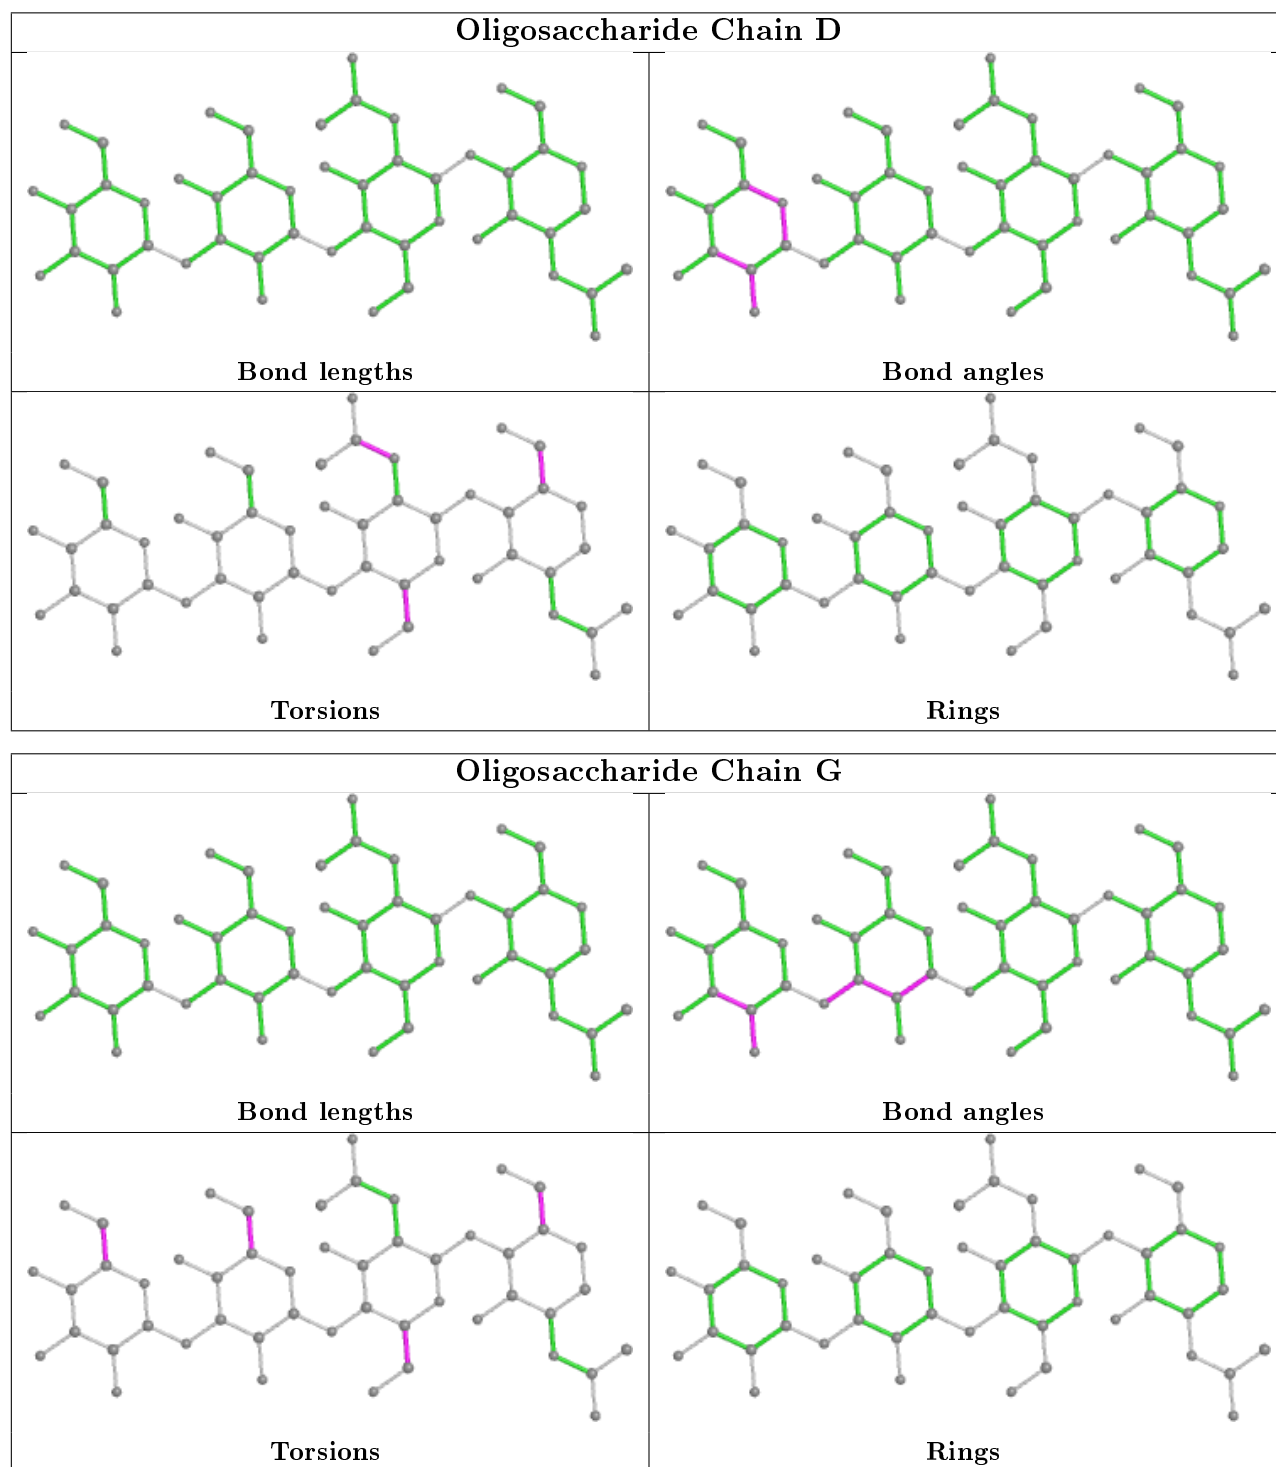 Oligosaccharide Chain D
Bond lengths
Bond angles
Torsions
Rings
Oligosaccharide Chain G
Bond lengths
Bond angles
Torsions
Rings